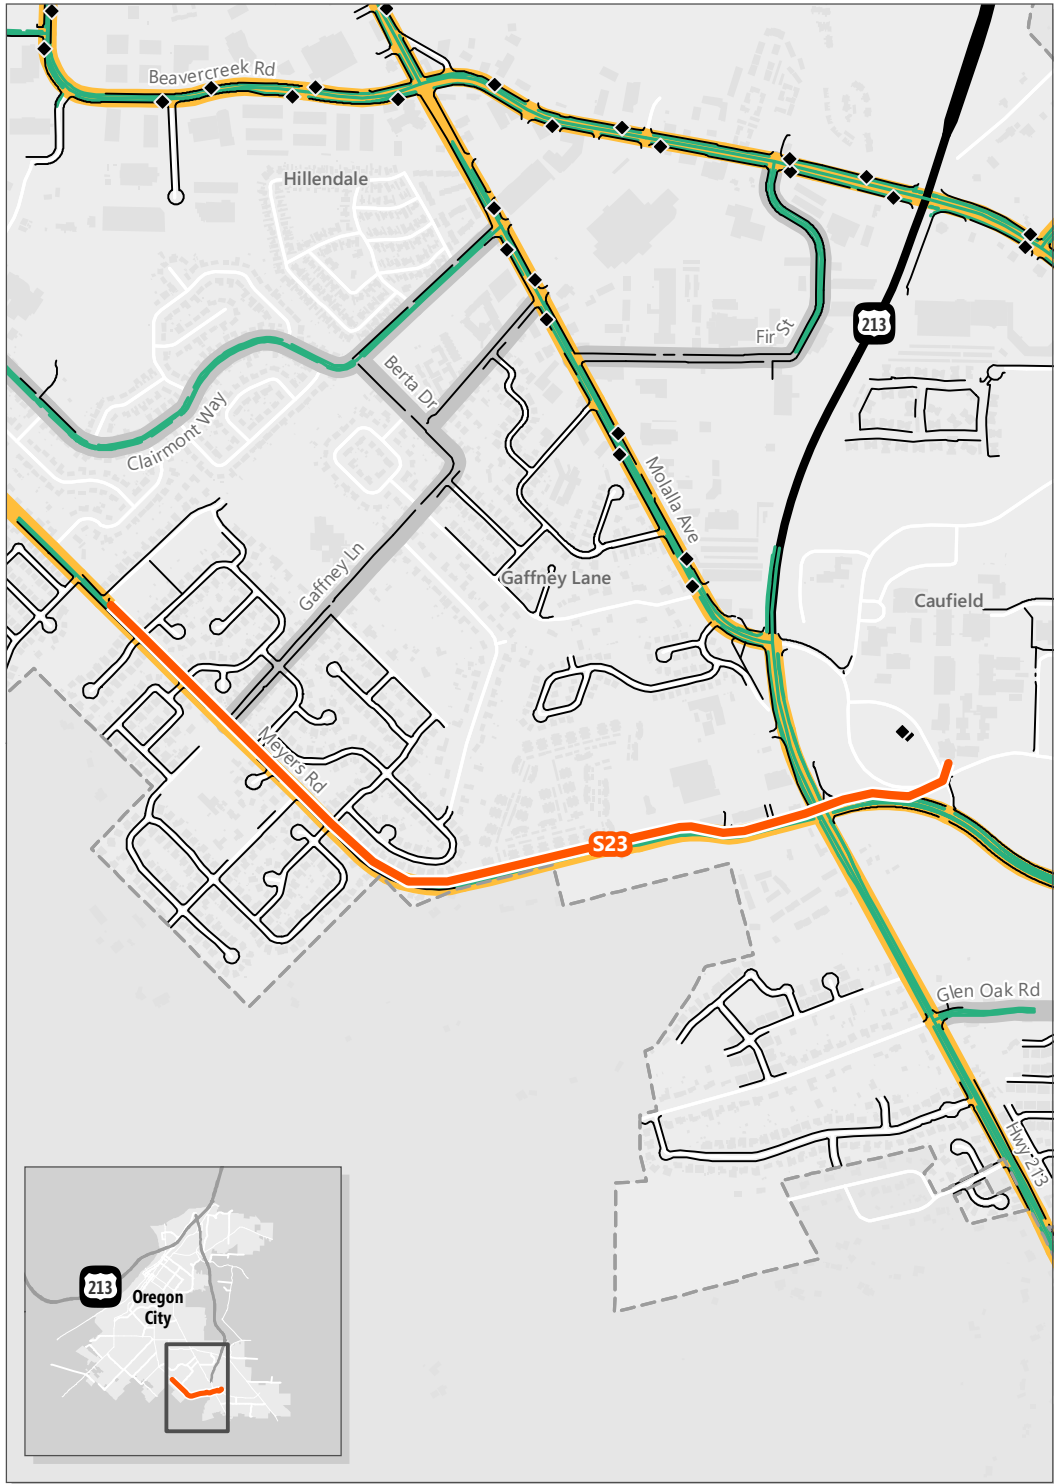 Beavercreek Rd
Hillendale
213
Fir St
Berta Dr
Clairmont Way
Molalla Ave
Gaffney Ln
Gaffney Lane
Caufield
Meyers Rd
S23
Glen Oak Rd
Hwy 213
213
Oregon
City